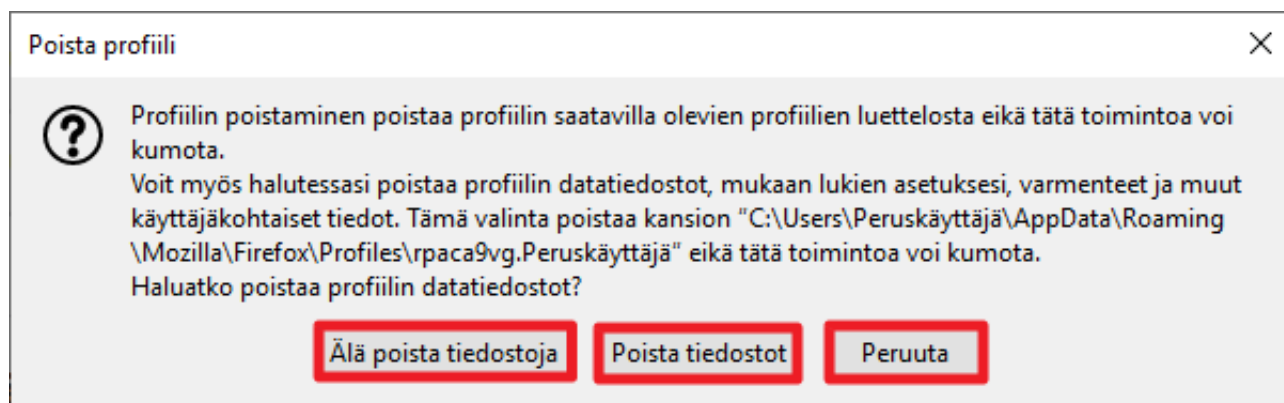 Poista profiili
Profiilin poistaminen poistaa profiilin saatavilla olevien profiilien luettelosta eikä tätä toimintoa voi
kumota.
Voit myös halutessasi poistaa profiilin datatiedostot, mukaan lukien asetuksesi, varmenteet ja muut
käyttäjäkohtaiset tiedot. Tämä valinta poistaa kansion "C:\Users\Peruskäyttäjä\AppData\Roaming
\Mozilla\Firefox\Profiles\rpaca9vg.Peruskäyttäjä" eikä tätä toimintoa voi kumota.
Haluatko poistaa profiilin datatiedostot?
Älä poista tiedostoja Poista tiedostot Peruuta